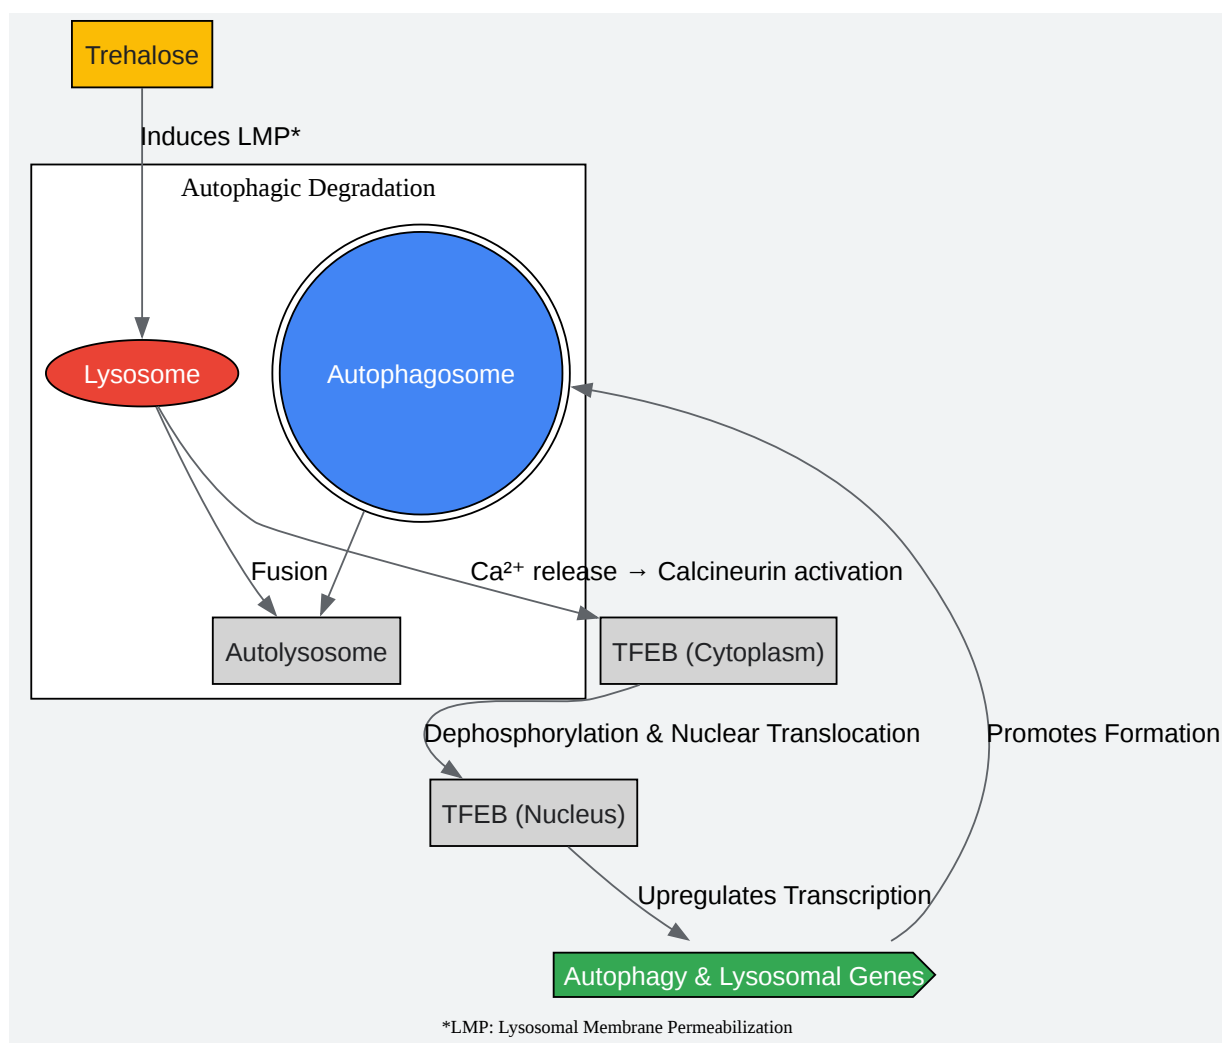 Trehalose
Induces LMP*
Autophagic Degradation
Lysosome
Autophagosome
Fusion
Ca²⁺ release → Calcineurin activation
Autolysosome
TFEB (Cytoplasm)
Dephosphorylation & Nuclear Translocation
Promotes Formation
TFEB (Nucleus)
Upregulates Transcription
Autophagy & Lysosomal Genes
*LMP: Lysosomal Membrane Permeabilization